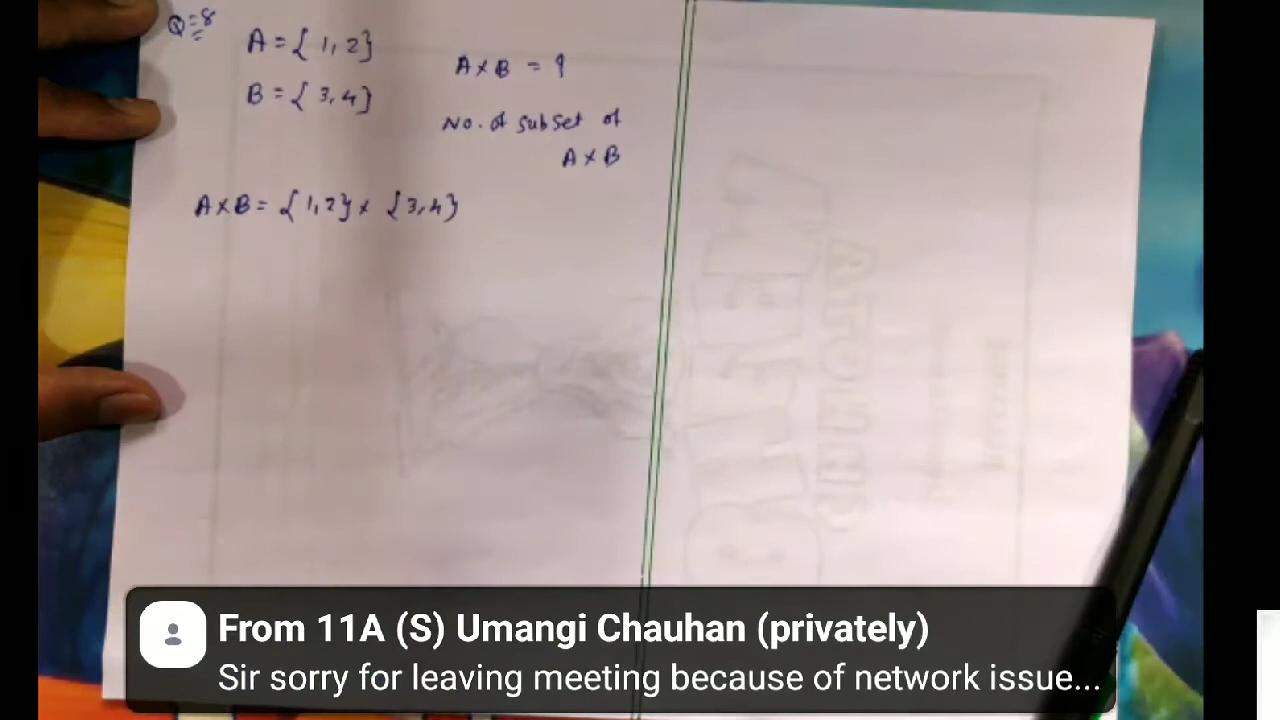 Q=8
A = { 1, 2 }
A × B = ?
B = { 3, 4 }
No. of subset of
A × B
A × B = { 1, 2 } × { 3, 4 }
From 11A (S) Umangi Chauhan (privately)
Sir sorry for leaving meeting because of network issue...